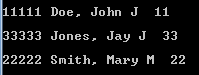 11111 Doe, John J  11
33333 Jones, Jay J  33
22222 Smith, Mary M  22